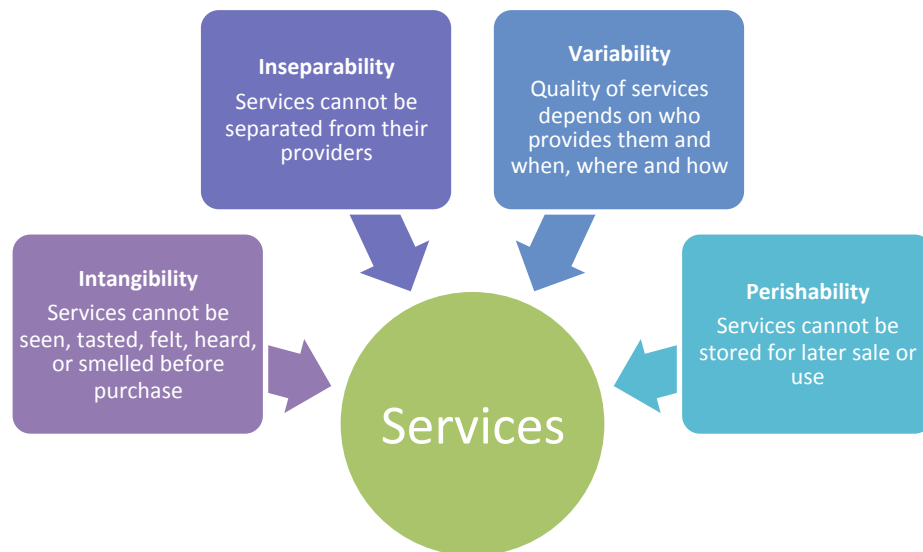 Inseparability
Services cannot be
separated from their
providers
Variability
Quality of services
depends on who
provides them and
when, where and how
Intangibility
Services cannot be
seen, tasted, felt, heard,
or smelled before
purchase
Perishability
Services cannot be
stored for later sale or
use
Services